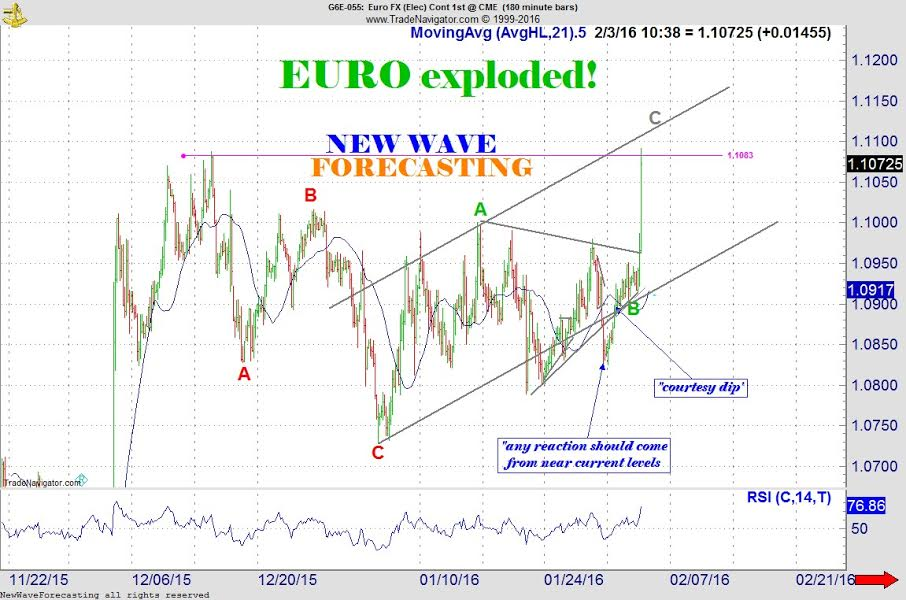 G6E-055: Euro FX (Elec) Cont 1st @ CME (180 minute bars)
www.TradeNavigator.com © 1999-2016
MovingAvg (AvgHL,21).5 2/3/16 10:38 = 1.10725 (+0.01455)
EURO exploded!
NEW WAVE
FORECASTING
1.1200
1.1150
1.1100
1.10725
1.1050
1.1000
1.0950
1.0917
1.0900
1.0850
1.0800
1.0750
1.0700
1.1083
C
B
A
A
B
C
"courtesy dip'
"any reaction should come
from near current levels
TradeNavigator.com
RSI (C,14,T)
76.86
50
11/22/15 12/06/15 12/20/15 01/10/16 01/24/16 02/07/16 02/21/16
NewWaveForecasting all rights reserved